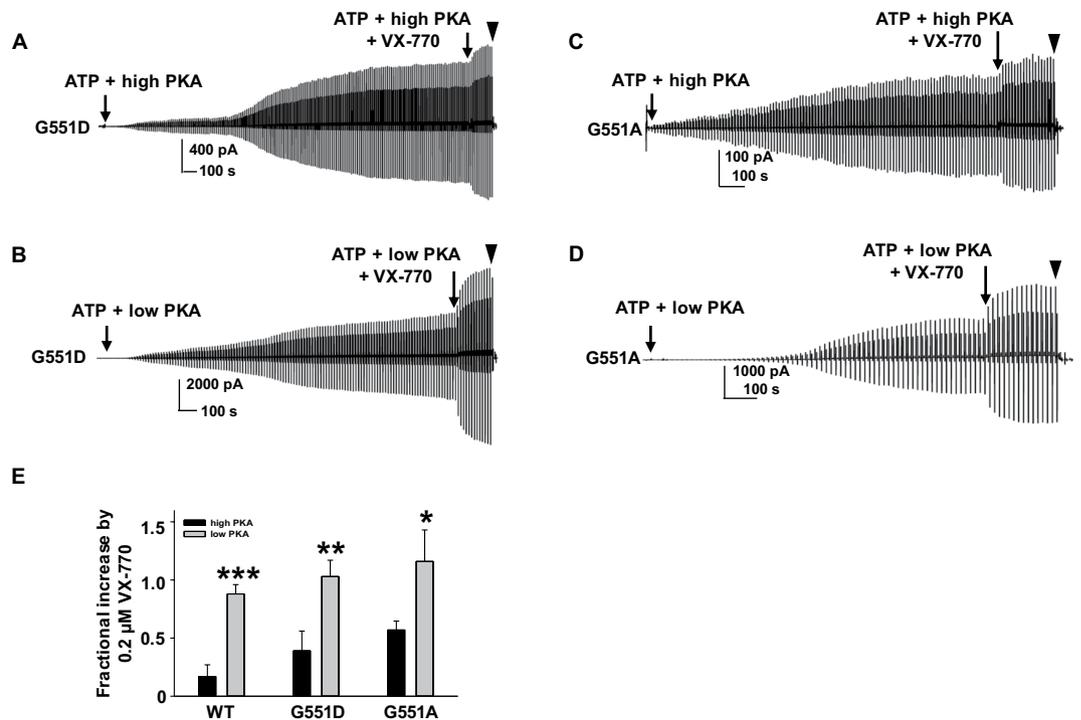 A
ATP + high PKA
ATP + high PKA
+ VX-770
G551D
400 pA
100 s
C
ATP + high PKA
ATP + high PKA
+ VX-770
G551A
100 pA
100 s
B
ATP + low PKA
ATP + low PKA
+ VX-770
G551D
2000 pA
100 s
D
ATP + low PKA
ATP + low PKA
+ VX-770
G551A
1000 pA
100 s
E
Fractional increase by
0.2 µM VX-770
1.5
1.0
0.5
0
high PKA
low PKA
***
**
*
WT
G551D
G551A